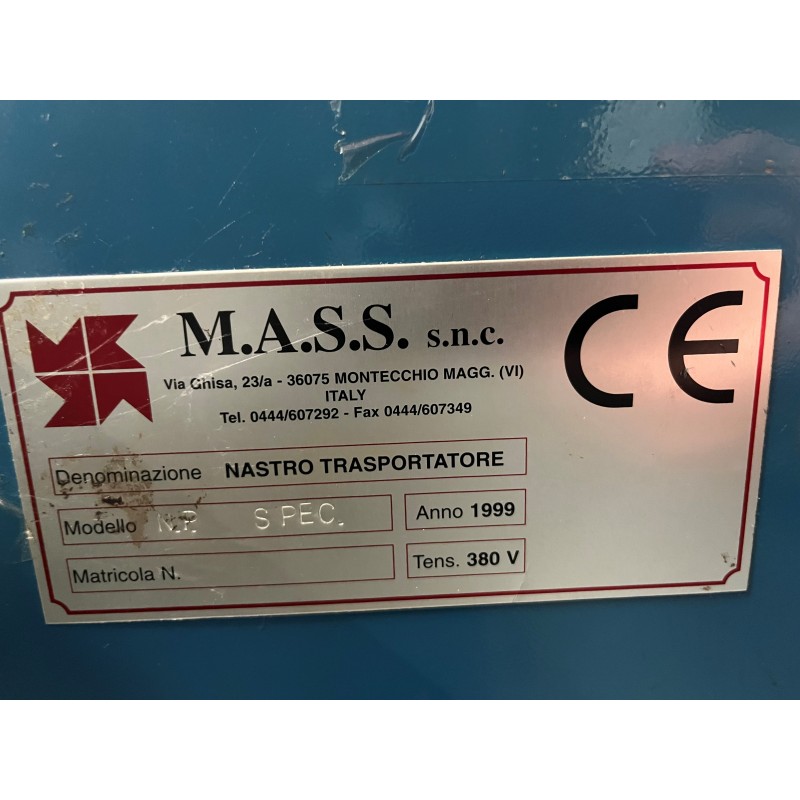 M.A.S.S. s.n.c.
Via Ghisa, 23/a - 36075 MONTECCHIO MAGG. (VI)
ITALY
Tel. 0444/607292 - Fax 0444/607349
CE
Denominazione NASTRO TRASPORTATORE
Modello N.R. SPEC. Anno 1999
Matricola N. Tens. 380 V